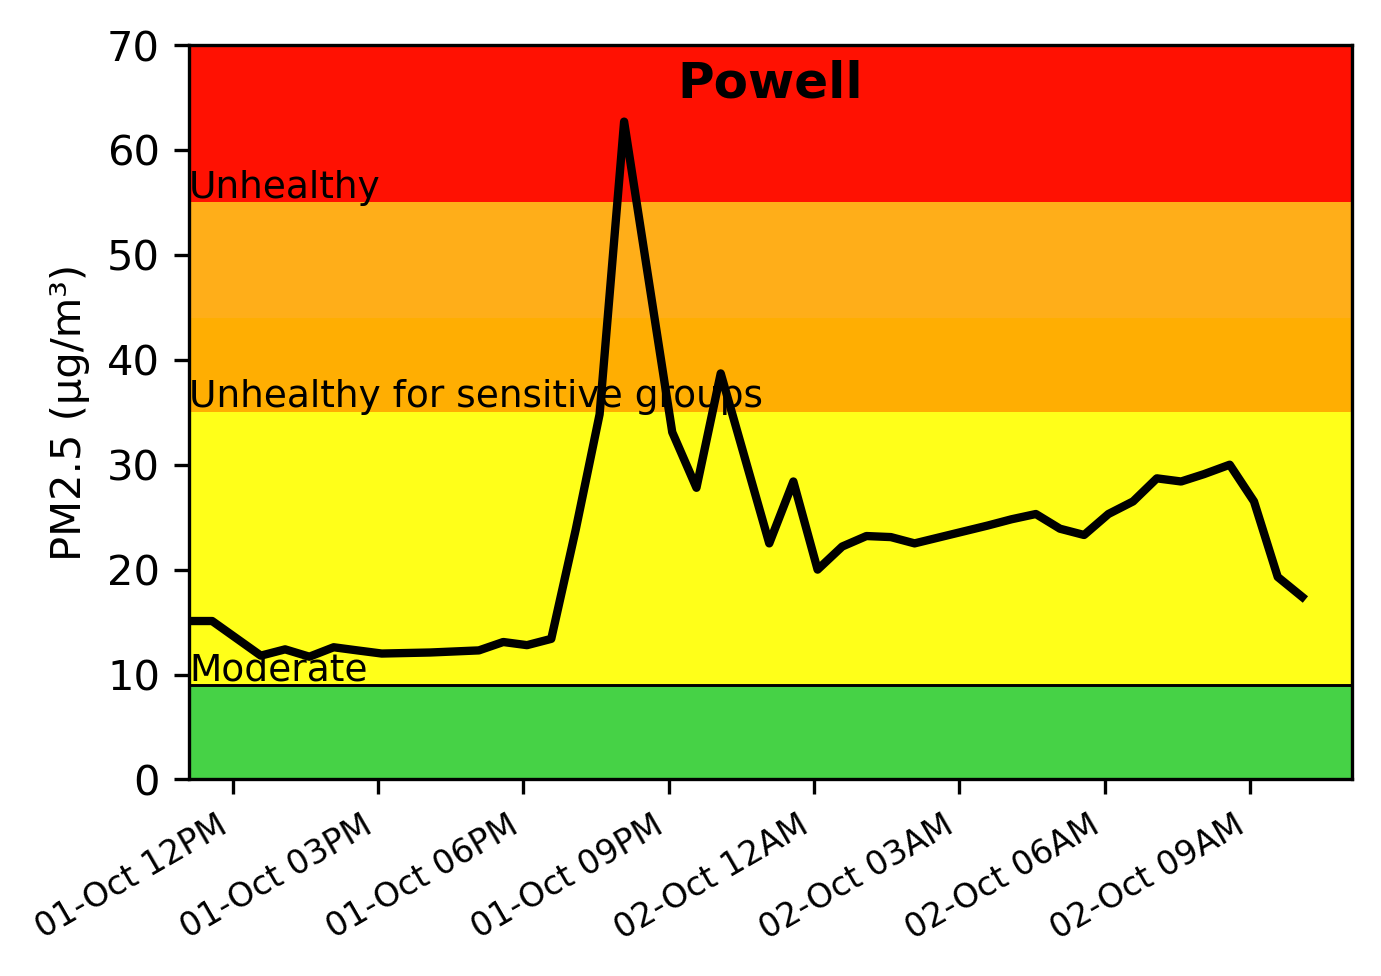 Powell
PM2.5 (µg/m³)
70
60
50
40
30
20
10
0
Unhealthy
Unhealthy for sensitive groups
Moderate
01-Oct 12PM
01-Oct 03PM
01-Oct 06PM
01-Oct 09PM
02-Oct 12AM
02-Oct 03AM
02-Oct 06AM
02-Oct 09AM